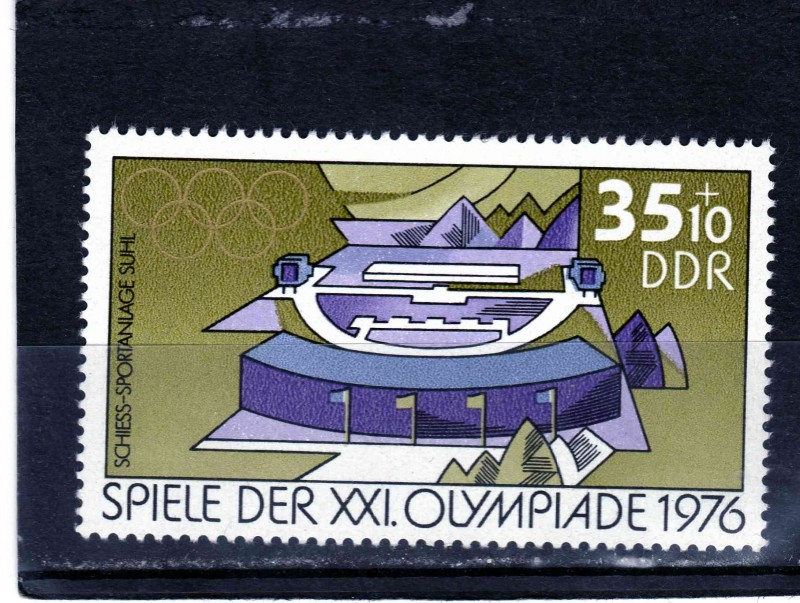 35+10
DDR
SCHIESS-SPORTANLAGE SUHL
SPIELE DER XXI. OLYMPIADE 1976